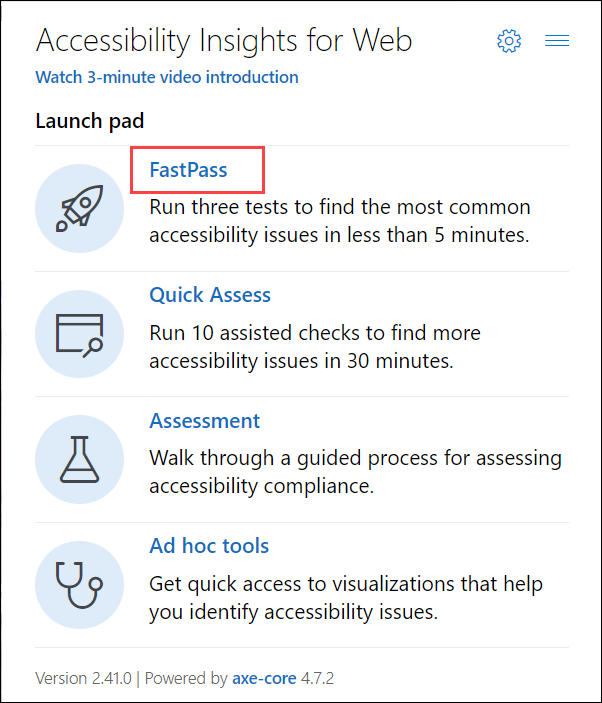 Accessibility Insights for Web
Watch 3-minute video introduction
Launch pad
FastPass
Run three tests to find the most common
accessibility issues in less than 5 minutes.
Quick Assess
Run 10 assisted checks to find more
accessibility issues in 30 minutes.
Assessment
Walk through a guided process for assessing
accessibility compliance.
Ad hoc tools
Get quick access to visualizations that help
you identify accessibility issues.
Version 2.41.0 | Powered by axe-core 4.7.2